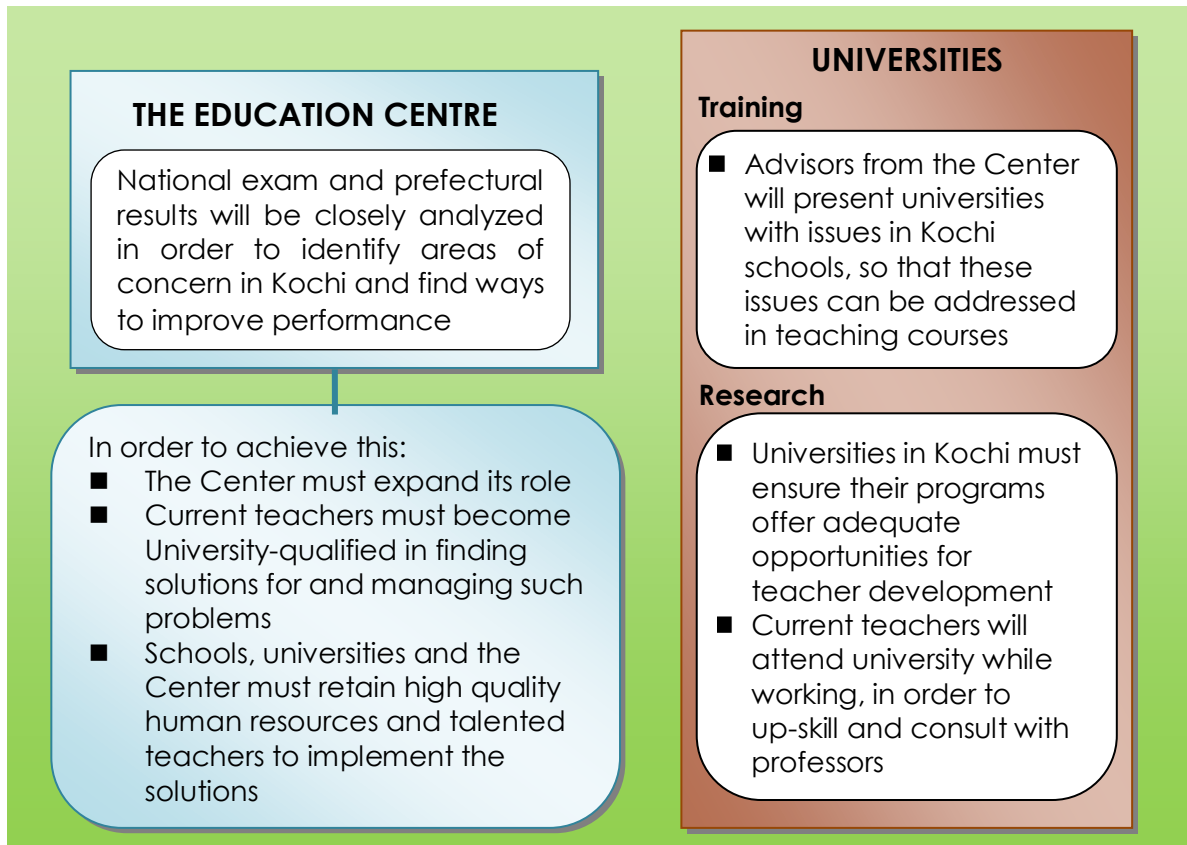 THE EDUCATION CENTRE
National exam and prefectural
results will be closely analyzed
in order to identify areas of
concern in Kochi and find ways
to improve performance
In order to achieve this:
■ The Center must expand its role
■ Current teachers must become
University-qualified in finding
solutions for and managing such
problems
■ Schools, universities and the
Center must retain high quality
human resources and talented
teachers to implement the
solutions
UNIVERSITIES
Training
■ Advisors from the Center
will present universities
with issues in Kochi
schools, so that these
issues can be addressed
in teaching courses
Research
■ Universities in Kochi must
ensure their programs
offer adequate
opportunities for
teacher development
■ Current teachers will
attend university while
working, in order to
up-skill and consult with
professors